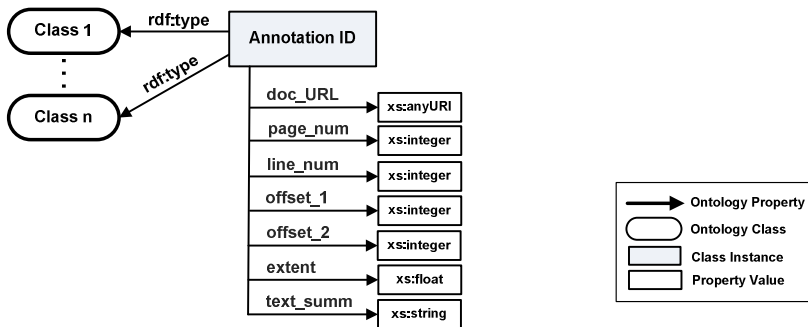 Class 1
rdf:type
Annotation ID
rdf:type
Class n
doc_URL
xs:anyURI
page_num
xs:integer
line_num
xs:integer
offset_1
xs:integer
offset_2
xs:integer
extent
xs:float
text_summ
xs:string
Ontology Property
Ontology Class
Class Instance
Property Value